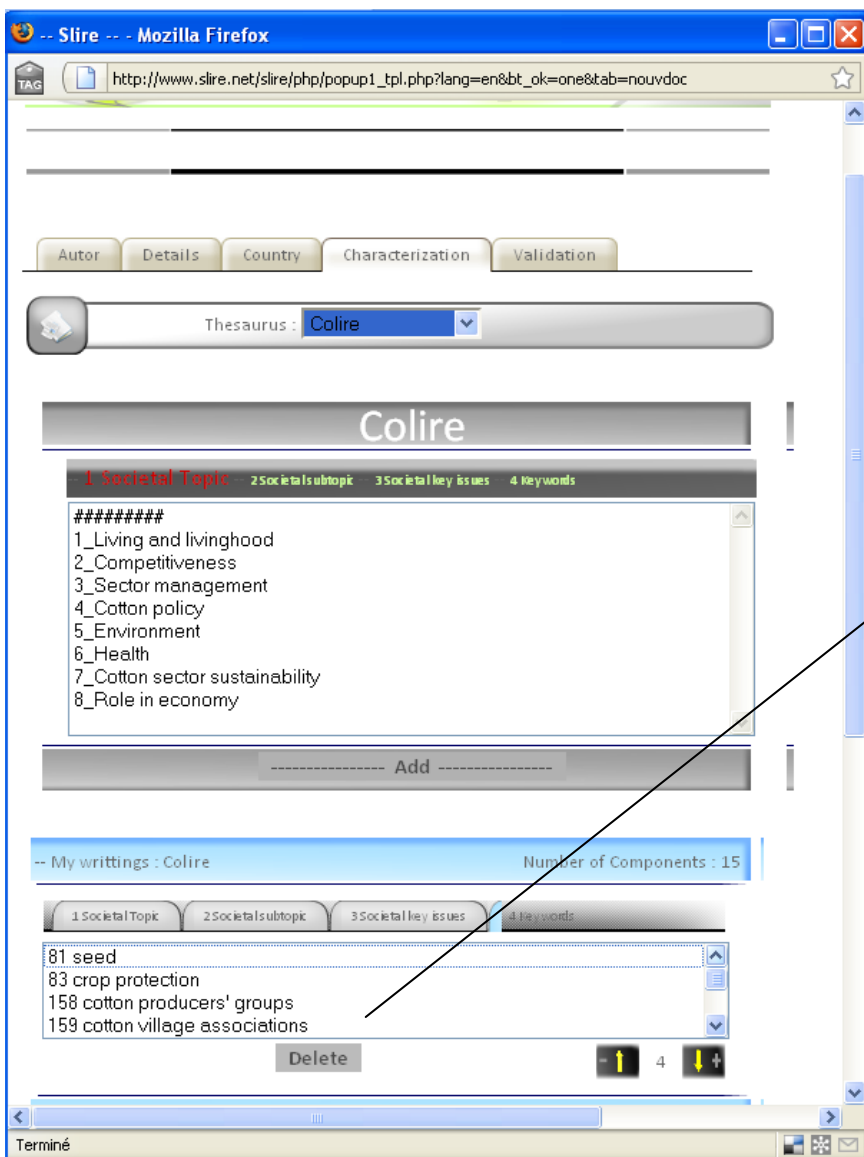 -- Slire -- - Mozilla Firefox
TAG
http://www.slire.net/slire/php/popup1_tpl.php?lang=en&bt_ok=one&tab=nouvdoc
Autor Details Country Characterization Validation
Thesaurus : Colire
Colire
-- 1 Societal Topic -- 2 Societal subtopic -- 3 Societal key issues -- 4 Keywords
#########
1_Living and livinghood
2_Competitiveness
3_Sector management
4_Cotton policy
5_Environment
6_Health
7_Cotton sector sustainability
8_Role in economy
---------------- Add ----------------
-- My writtings : Colire Number of Components : 15
1 Societal Topic 2 Societal subtopic 3 Societal key issues 4 Keywords
81 seed
83 crop protection
158 cotton producers' groups
159 cotton village associations
Delete - 4 +
Terminé